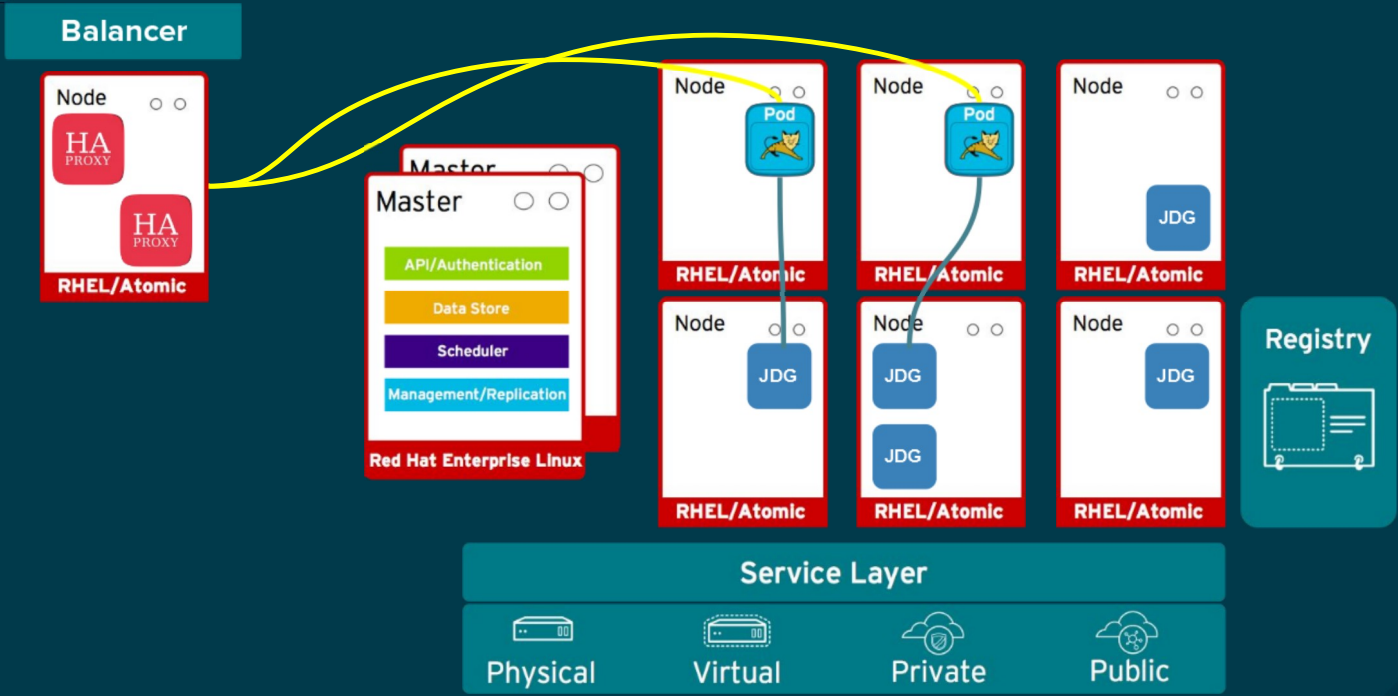 Balancer
Node
HA
PROXY
HA
PROXY
RHEL/Atomic
Master
Master
API/Authentication
Data Store
Scheduler
Management/Replication
Red Hat Enterprise Linux
Node
Pod
RHEL/Atomic
Node
Pod
RHEL/Atomic
Node
JDG
RHEL/Atomic
Node
JDG
RHEL/Atomic
Node
JDG
JDG
RHEL/Atomic
Node
JDG
RHEL/Atomic
Registry
Service Layer
Physical
Virtual
Private
Public